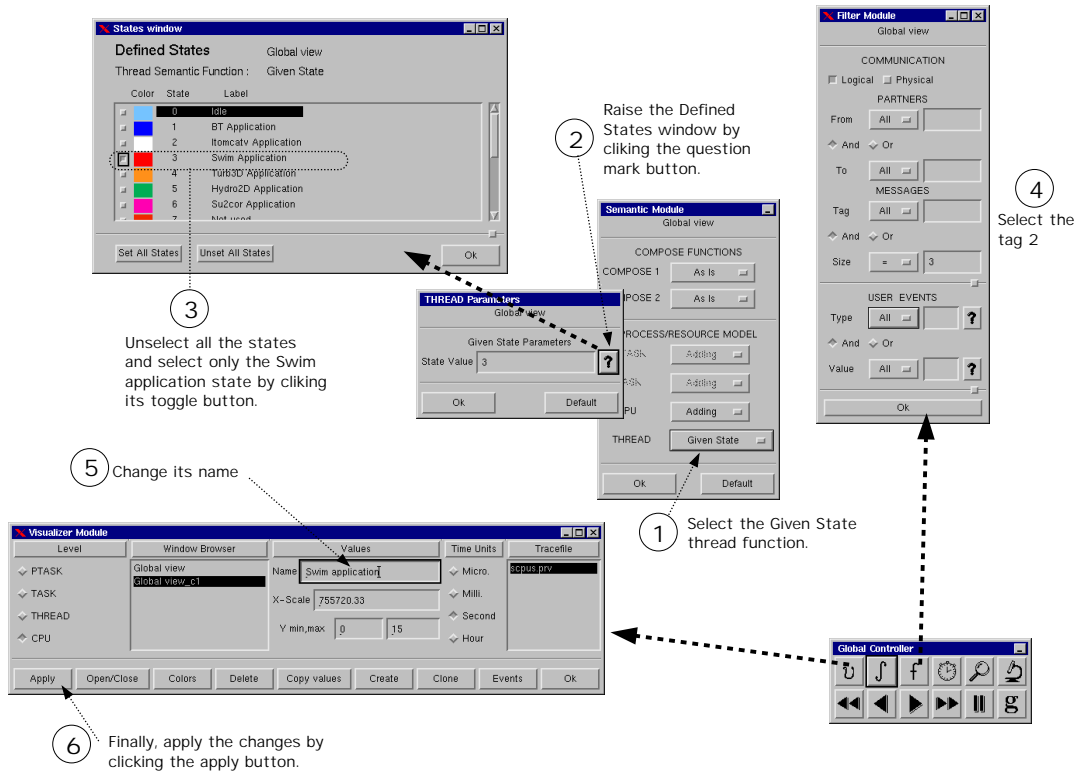 States window
Defined States Global view
Thread Semantic Function : Given State
Color State Label
0 Idle
1 BT Application
2 Itomcatv Application
3 Swim Application
4 Turb3D Application
5 Hydro2D Application
6 Su2cor Application
7 Not used
Set All States Unset All States Ok
3
Unselect all the states
and select only the Swim
application state by cliking
its toggle button.
2
Raise the Defined
States window by
cliking the question
mark button.
THREAD Parameters
Global view
Given State Parameters
State Value 3 ?
Ok Default
Semantic Module
Global view
COMPOSE FUNCTIONS
COMPOSE 1 As Is
MPOSE 2 As Is
PROCESS/RESOURCE MODEL
TASK Adding
ASK Adding
CPU Adding
THREAD Given State
Ok Default
1
Select the Given State
thread function.
Filter Module
Global view
COMMUNICATION
Logical Physical
PARTNERS
From All
And Or
To All
MESSAGES
Tag All
And Or
Size = 3
USER EVENTS
Type All ?
And Or
Value All ?
Ok
4
Select the
tag 2
5 Change its name
Visualizer Module
Level Window Browser Values Time Units Tracefile
PTASK
TASK
THREAD
CPU
Global view
Global view_c1
Name Swim application
X-Scale 755720.33
Y min,max 0 15
Micro.
Milli.
Second
Hour
scpus.prv
Apply Open/Close Colors Delete Copy values Create Clone Events Ok
6
Finally, apply the changes by
clicking the apply button.
Global Controller
g